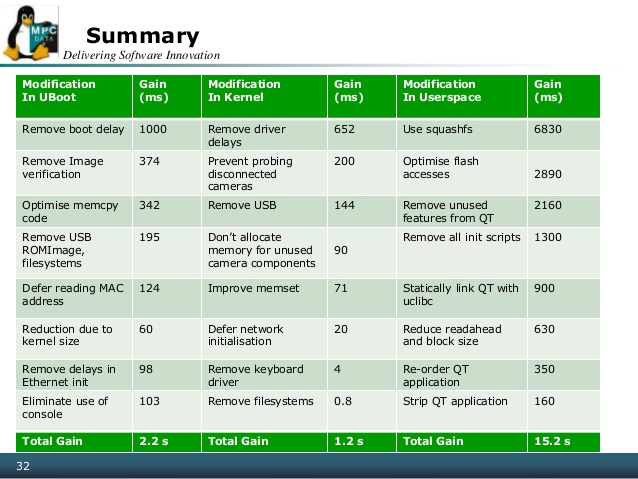 MPC
DATA
Summary
Delivering Software Innovation
Modification
In UBoot
Gain
(ms)
Modification
In Kernel
Gain
(ms)
Modification
In Userspace
Gain
(ms)
Remove boot delay
1000
Remove driver
delays
652
Use squashfs
6830
Remove Image
verification
374
Prevent probing
disconnected
cameras
200
Optimise flash
accesses
2890
Optimise memcpy
code
342
Remove USB
144
Remove unused
features from QT
2160
Remove USB
ROMImage,
filesystems
195
Don’t allocate
memory for unused
camera components
90
Remove all init scripts
1300
Defer reading MAC
address
124
Improve memset
71
Statically link QT with
uclibc
900
Reduction due to
kernel size
60
Defer network
initialisation
20
Reduce readahead
and block size
630
Remove delays in
Ethernet init
98
Remove keyboard
driver
4
Re-order QT
application
350
Eliminate use of
console
103
Remove filesystems
0.8
Strip QT application
160
Total Gain
2.2 s
Total Gain
1.2 s
Total Gain
15.2 s
32